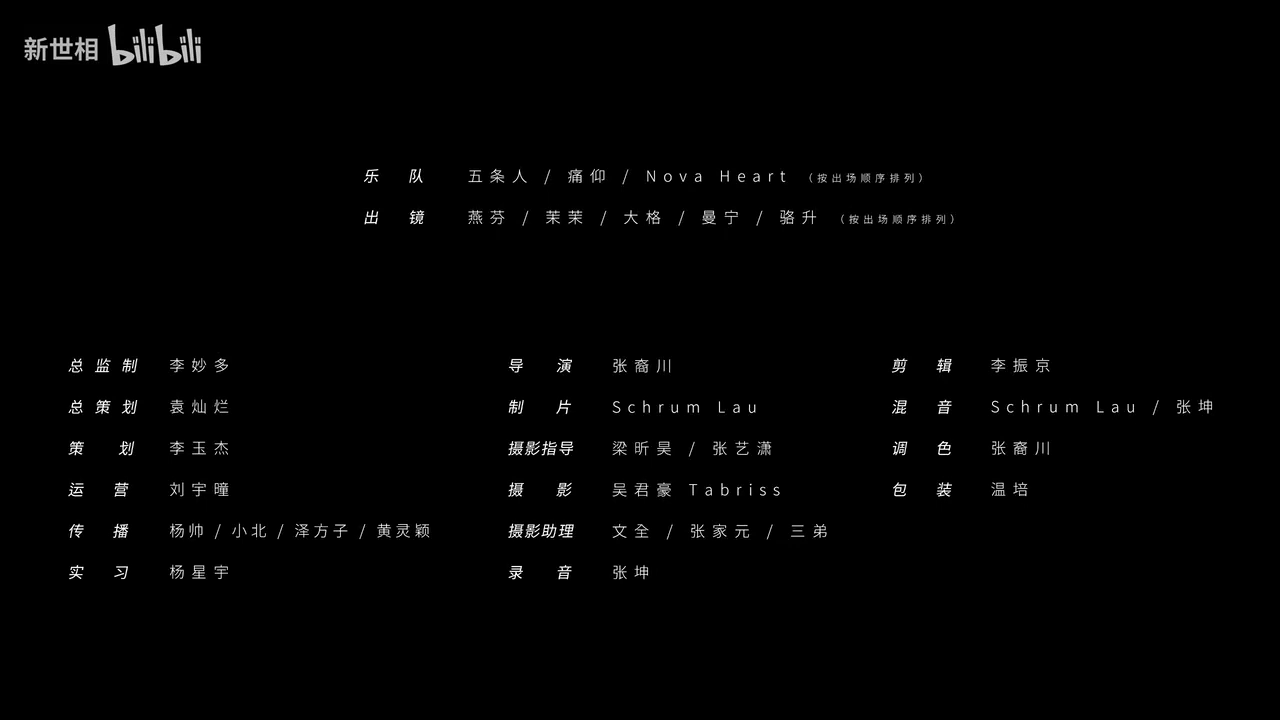 新世相 bilibili
乐队 五条人 / 痛仰 / Nova Heart （按出场顺序排列）
出镜 燕芬 / 茉茉 / 大格 / 曼宁 / 骆升 （按出场顺序排列）
总监制 李妙多
总策划 袁灿烂
策划 李玉杰
运营 刘宇曈
传播 杨帅 / 小北 / 泽方子 / 黄灵颖
实习 杨星宇
导演 张裔川
制片 Schrum Lau
摄影指导 梁昕昊 / 张艺潇
摄影 吴君豪 Tabriss
摄影助理 文全 / 张家元 / 三弟
录音 张坤
剪辑 李振京
混音 Schrum Lau / 张坤
调色 张裔川
包装 温培